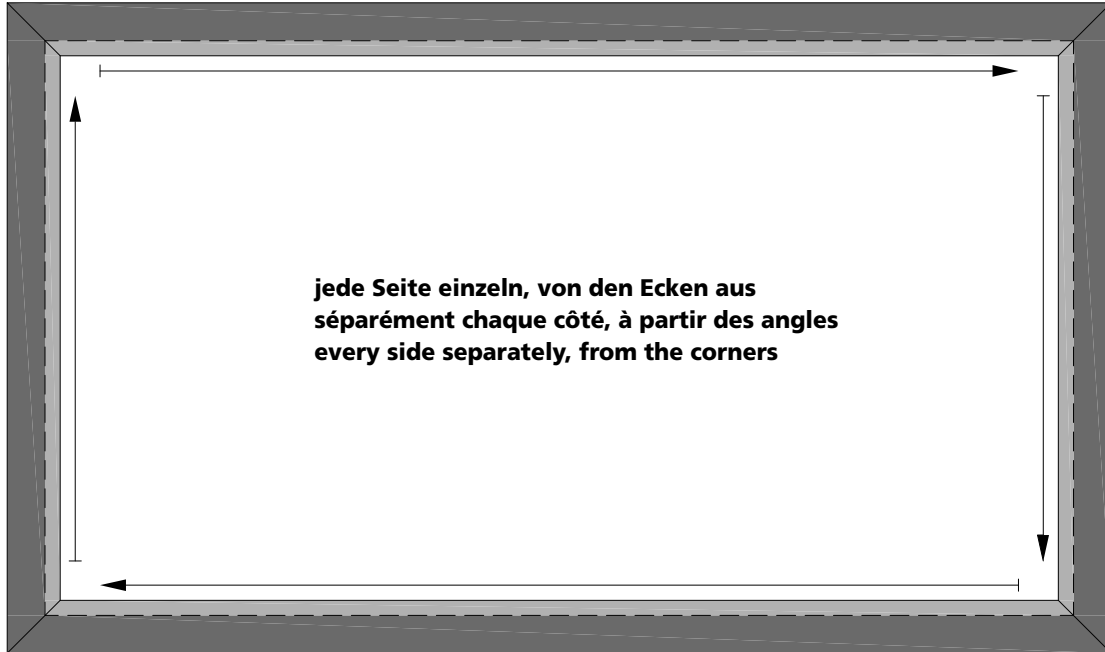 jede Seite einzeln, von den Ecken aus
séparément chaque côté, à partir des angles
every side separately, from the corners